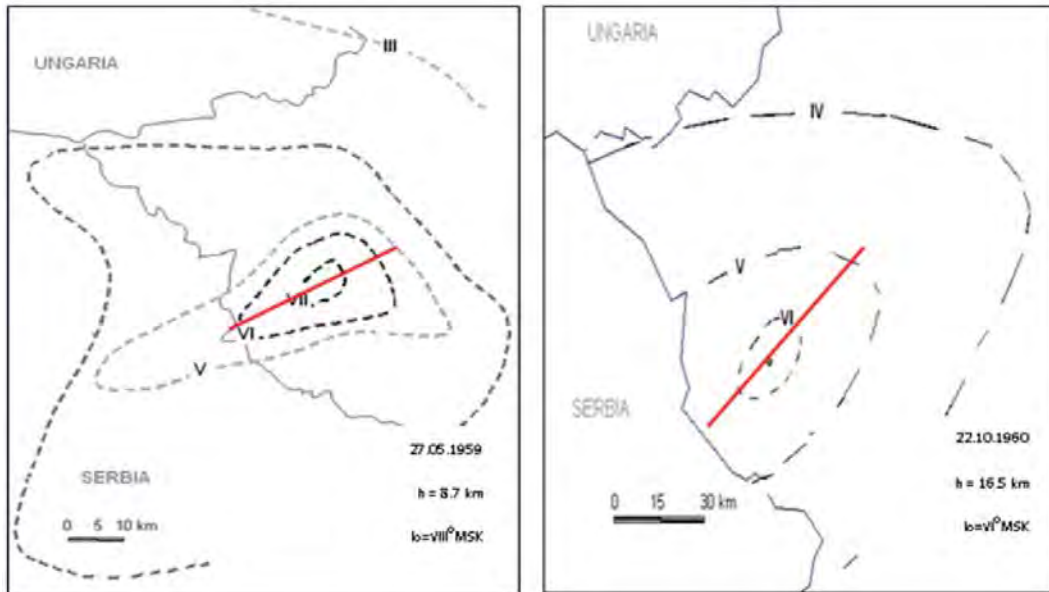 III
UNGARIA
VII
VI
V
27.05.1959
SERBIA
h = 8.7 km
0 5 10 km
Io=VIII° MSK
UNGARIA
IV
V
VI
SERBIA
22.10.1960
h = 16.5 km
0 15 30 km
Io=VI° MSK